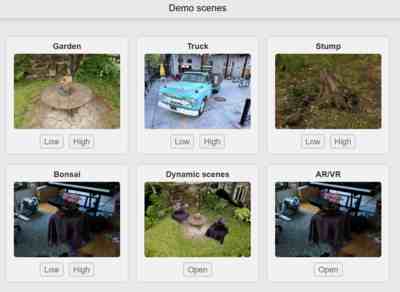 Demo scenes
Garden
Truck
Stump
Low High
Low High
Low High
Bonsai
Dynamic scenes
AR/VR
Low High
Open
Open